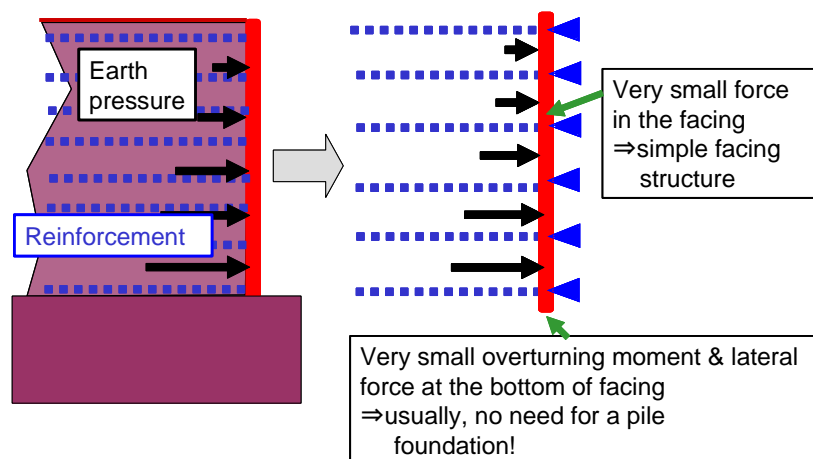 Earth
pressure
Reinforcement
Very small force
in the facing
⇒simple facing
structure
Very small overturning moment & lateral
force at the bottom of facing
⇒usually, no need for a pile
foundation!